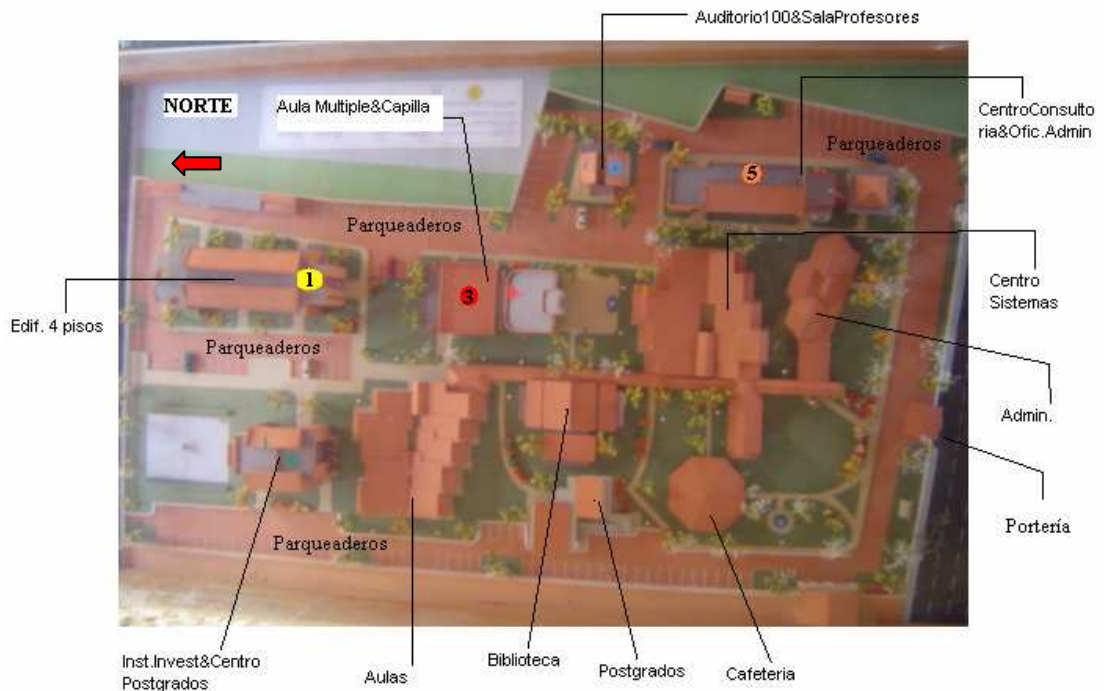 Auditorio100&SalaProfesores
NORTE
Aula Multiple&Capilla
CentroConsulto
ria&Ofic.Admin
Parqueaderos
5
Parqueaderos
1
3
Centro
Sistemas
Edif. 4 pisos
Parqueaderos
Admin.
Portería
Parqueaderos
Inst.Invest&Centro
Postgrados
Aulas
Biblioteca
Postgrados
Cafeteria